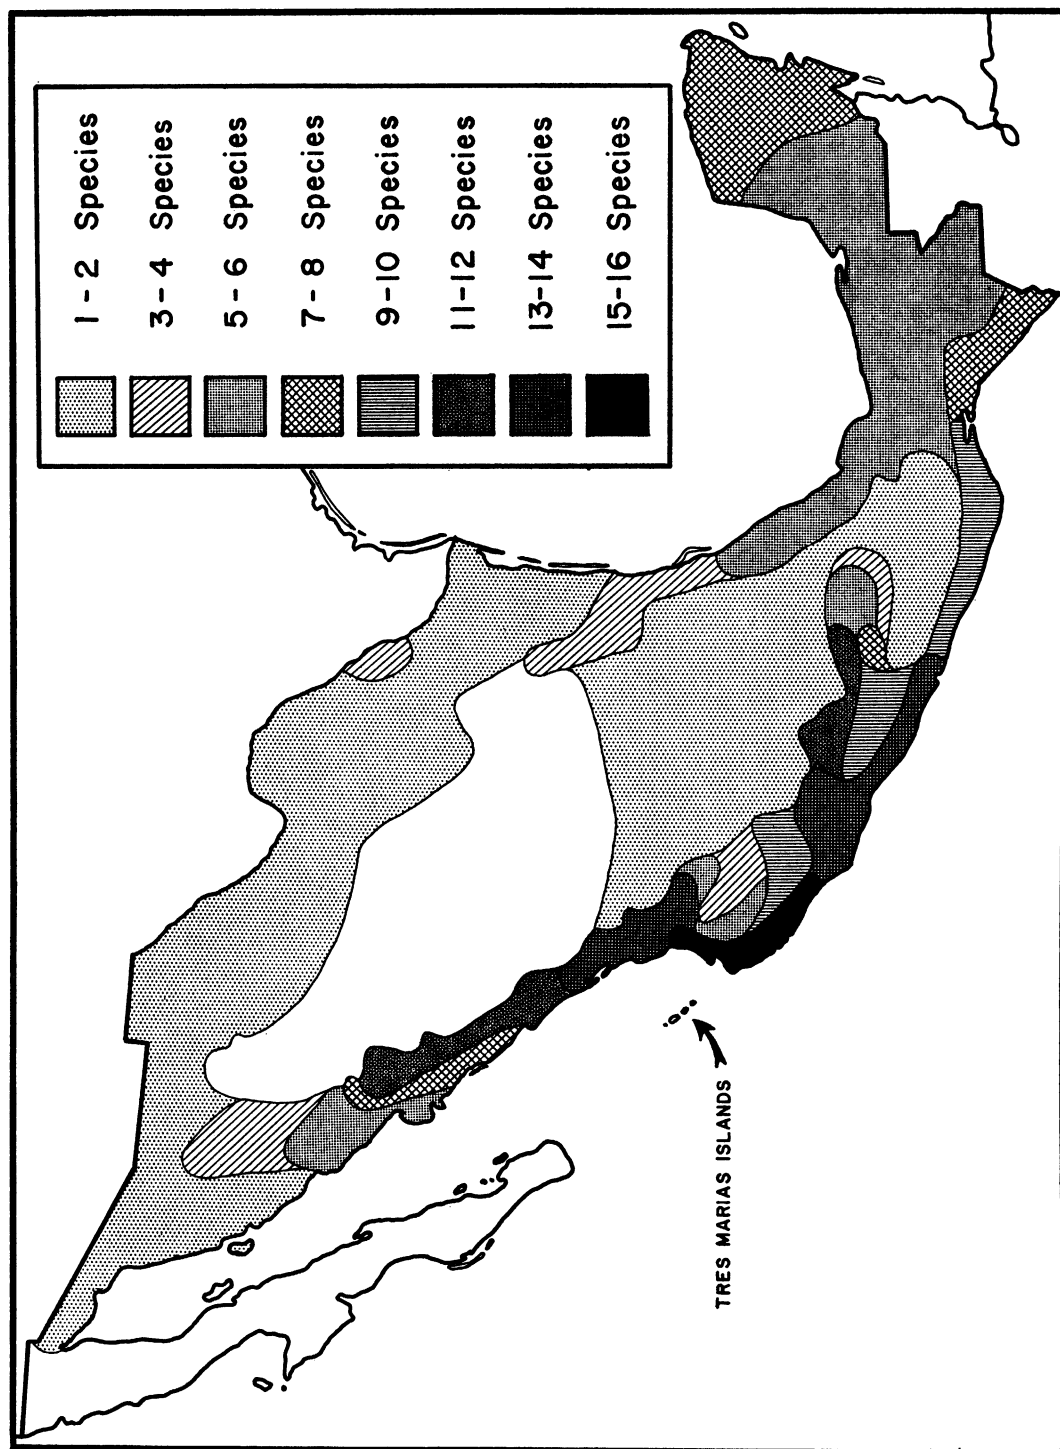 1 - 2 Species
3 - 4 Species
5 - 6 Species
7 - 8 Species
9-10 Species
11-12 Species
13-14 Species
15-16 Species
TRES MARIAS ISLANDS